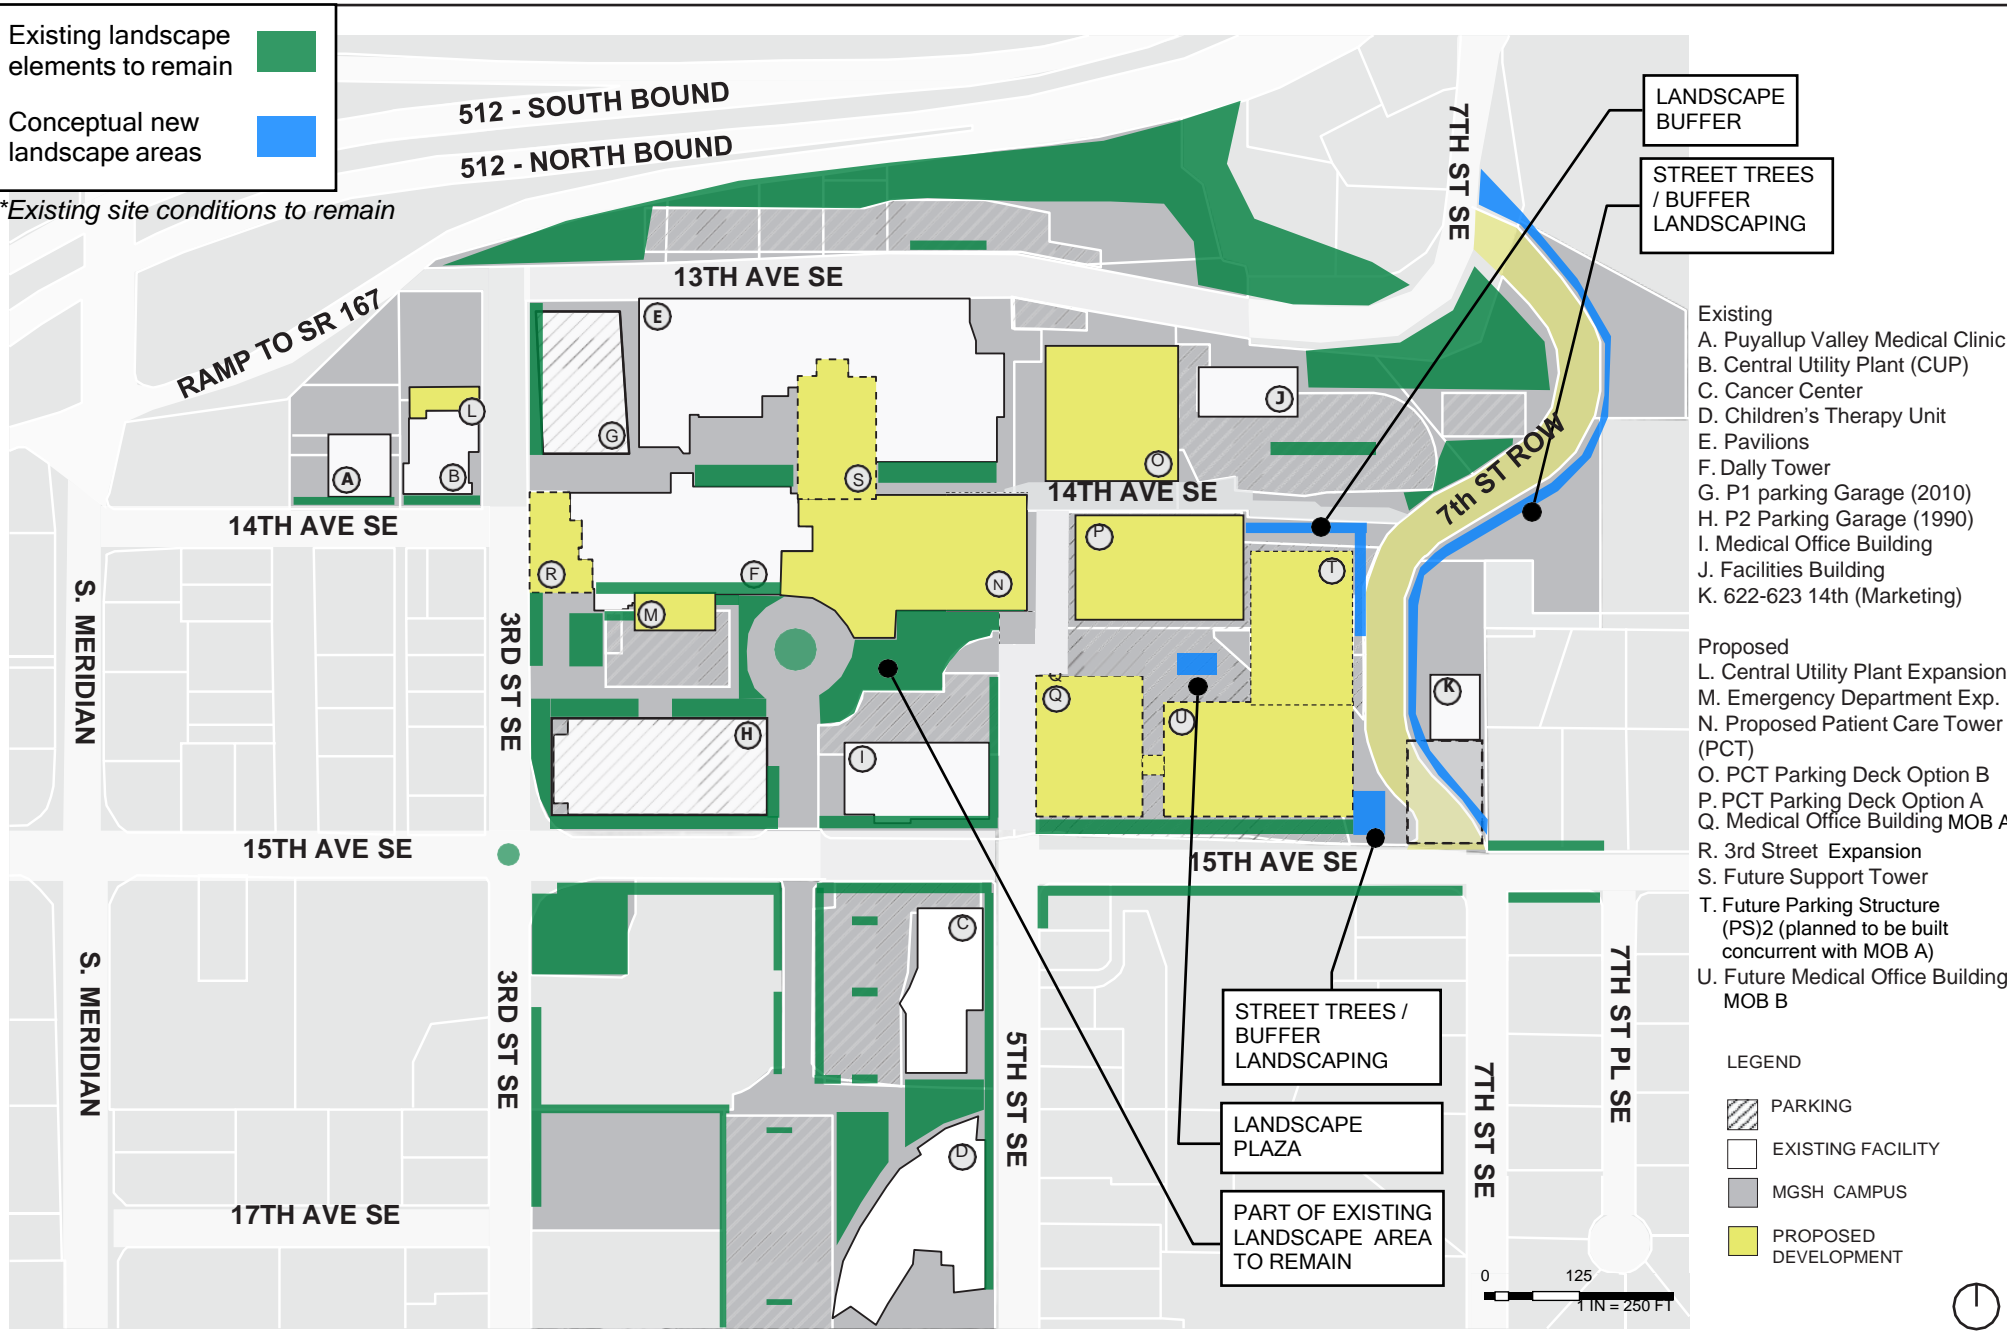 Existing landscape
elements to remain
Conceptual new
landscape areas
*Existing site conditions to remain
512 - SOUTH BOUND
512 - NORTH BOUND
RAMP TO SR 167
13TH AVE SE
7TH ST SE
LANDSCAPE
BUFFER
STREET TREES
/ BUFFER
LANDSCAPING
E
G
L
A
B
S
O
J
14TH AVE SE
14TH AVE SE
7th ST ROW
R
F
M
N
P
T
S. MERIDIAN
3RD ST SE
H
I
Q
Q
U
K
15TH AVE SE
15TH AVE SE
C
D
S. MERIDIAN
3RD ST SE
5TH ST SE
7TH ST SE
7TH ST PL SE
17TH AVE SE
STREET TREES /
BUFFER
LANDSCAPING
LANDSCAPE
PLAZA
PART OF EXISTING
LANDSCAPE AREA
TO REMAIN
Existing
A. Puyallup Valley Medical Clinic
B. Central Utility Plant (CUP)
C. Cancer Center
D. Children's Therapy Unit
E. Pavilions
F. Dally Tower
G. P1 parking Garage (2010)
H. P2 Parking Garage (1990)
I. Medical Office Building
J. Facilities Building
K. 622-623 14th (Marketing)
Proposed
L. Central Utility Plant Expansion
M. Emergency Department Exp.
N. Proposed Patient Care Tower
(PCT)
O. PCT Parking Deck Option B
P. PCT Parking Deck Option A
Q. Medical Office Building MOB A
R. 3rd Street Expansion
S. Future Support Tower
T. Future Parking Structure
(PS)2 (planned to be built
concurrent with MOB A)
U. Future Medical Office Building
MOB B
LEGEND
PARKING
EXISTING FACILITY
MGSH CAMPUS
PROPOSED
DEVELOPMENT
0 125
1 IN = 250 FT